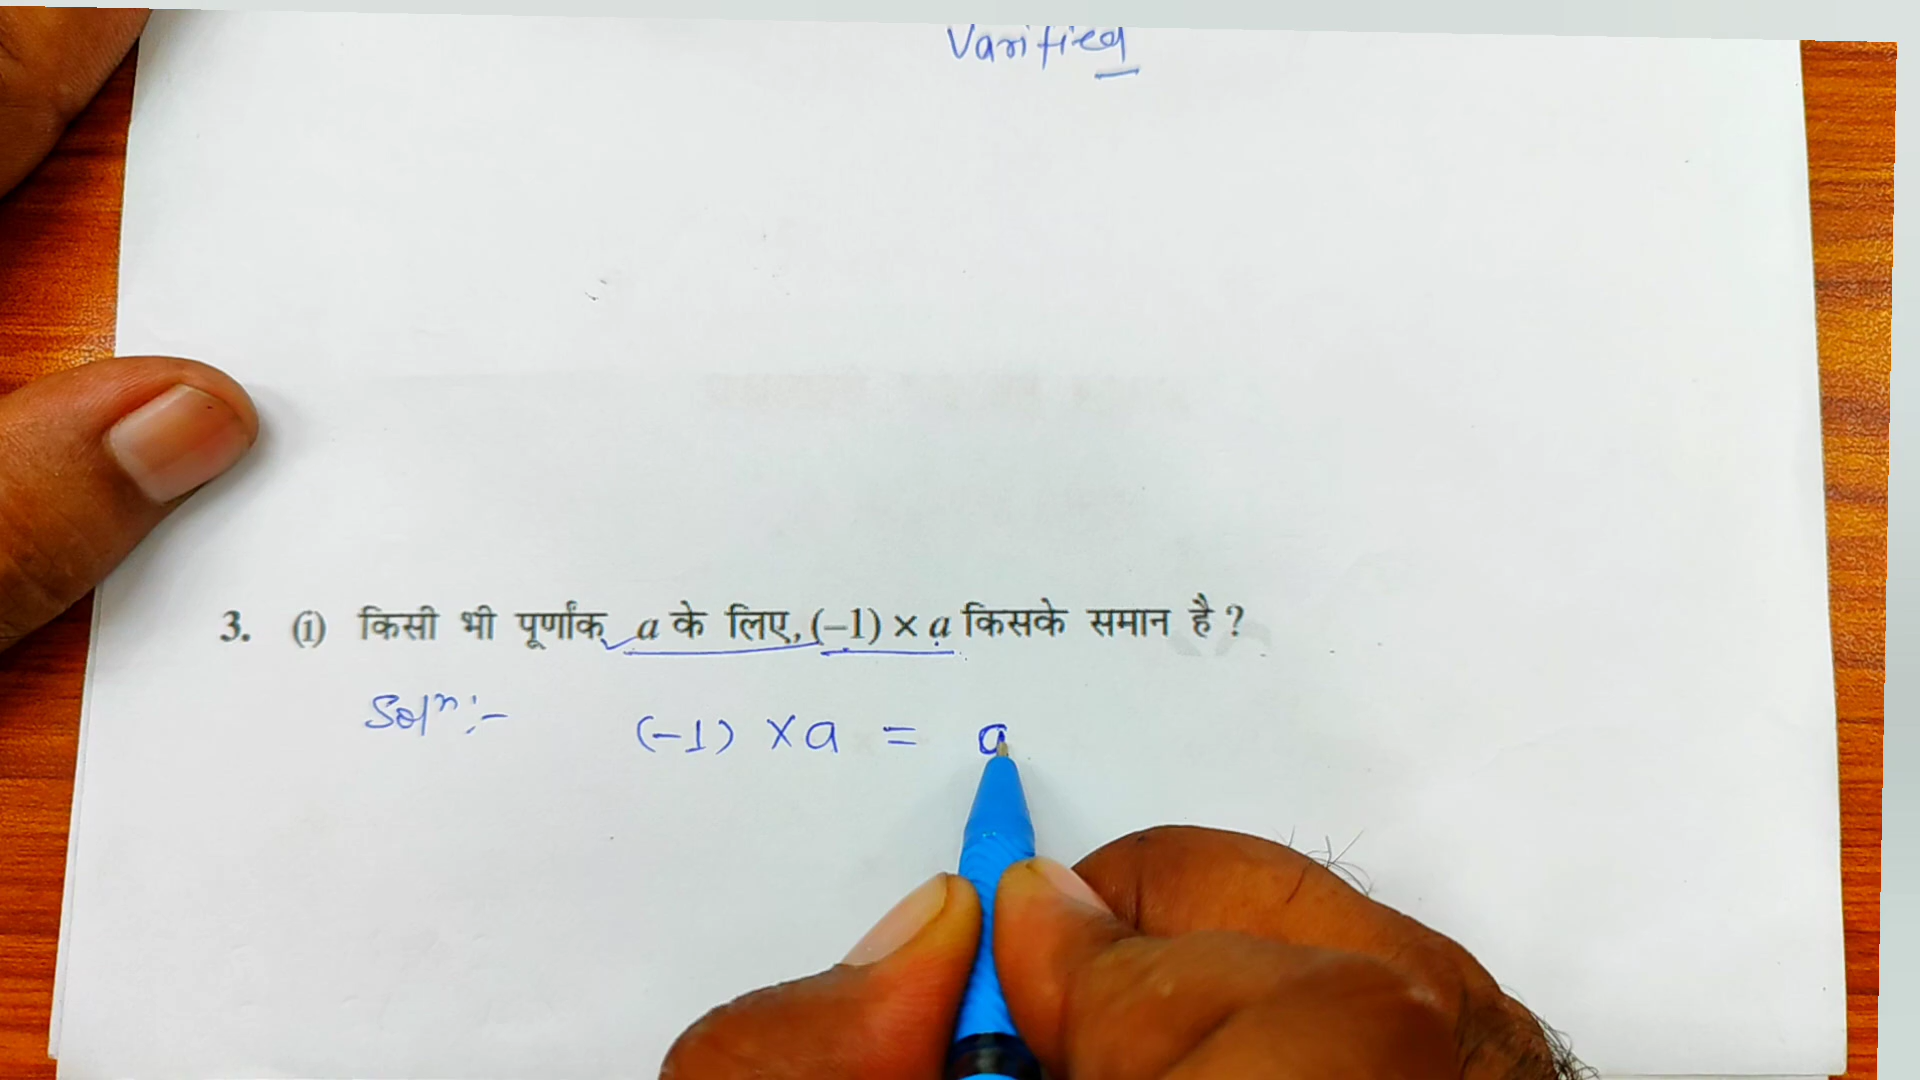 Varified
3. (i) किसी भी पूर्णांक a के लिए, (–1) × a किसके समान है ?
Solⁿ:- (-1) × a = a